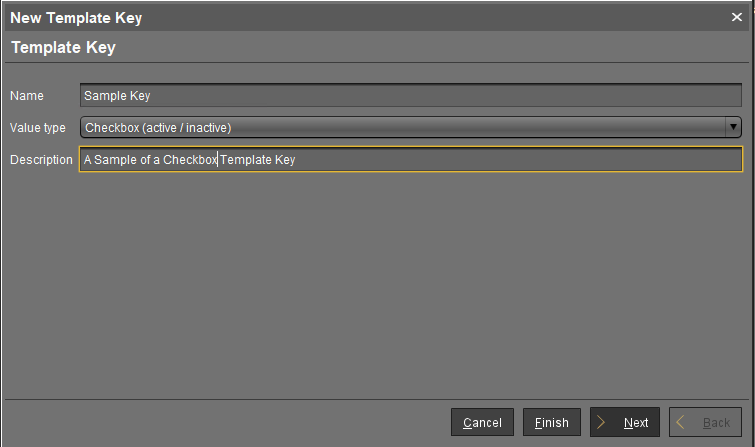 New Template Key
Template Key
Name Sample Key
Value type Checkbox (active / inactive)
Description A Sample of a Checkbox Template Key
Cancel Finish Next Back